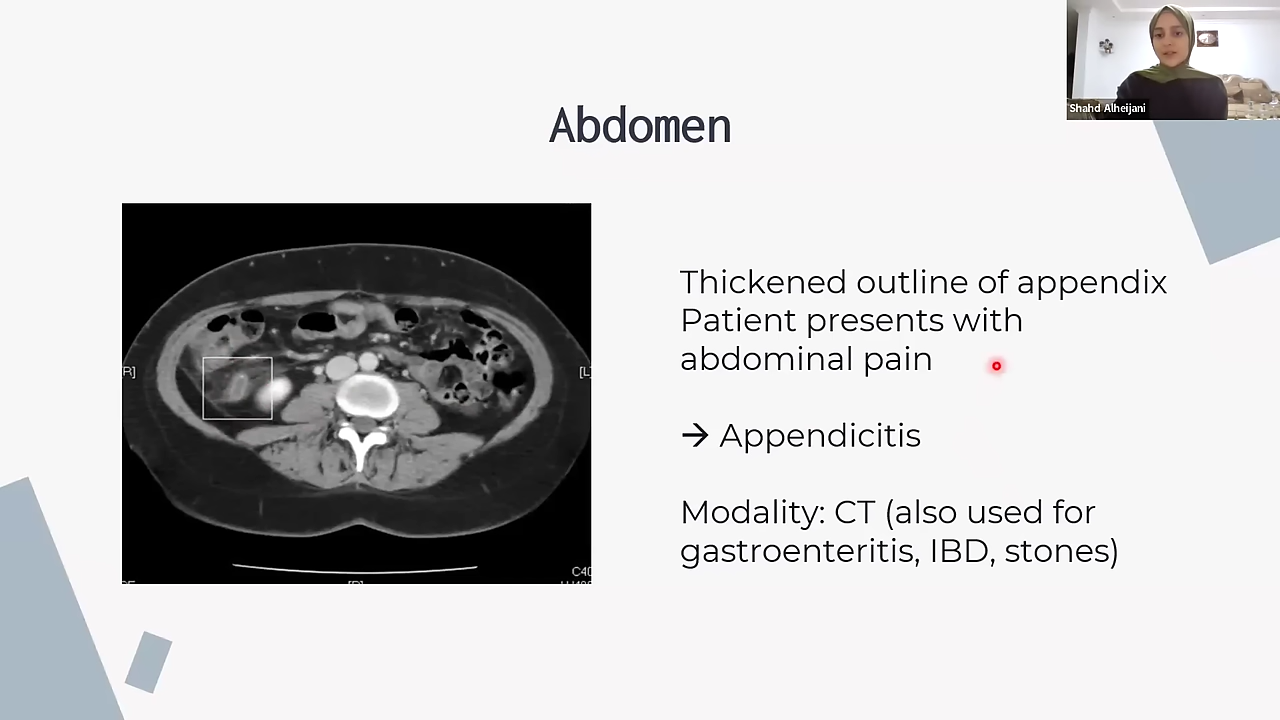 Shahd Alheijani
Abdomen
[R]
[L]
C40
Thickened outline of appendix
Patient presents with
abdominal pain
→ Appendicitis
Modality: CT (also used for
gastroenteritis, IBD, stones)